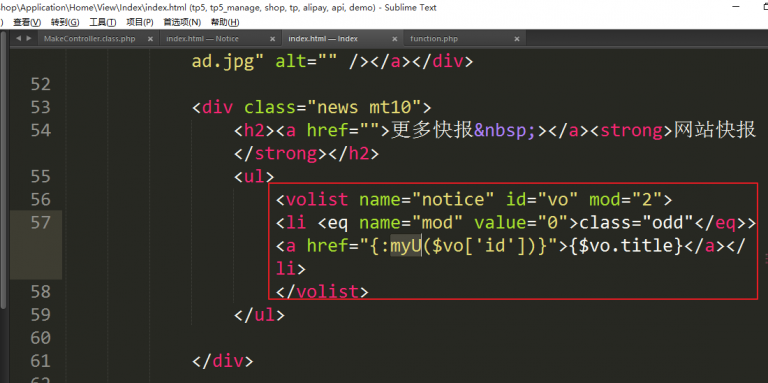 shop\Application\Home\View\Index\index.html (tp5, tp5_manage, shop, tp, alipay, api, demo) - Sublime Text
查看(V) 转到(G) 工具(T) 项目(P) 首选项(N) 帮助(H)
MakeController.class.php × index.html — Notice × index.html — Index × function.php ×
ad.jpg" alt="" /></a></div>
52
53 <div class="news mt10">
54 <h2><a href="">更多快报&nbsp;></a><strong>网站快报
</strong></h2>
55 <ul>
56 <volist name="notice" id="vo" mod="2">
57 <li <eq name="mod" value="0">class="odd"</eq>>
<a href="{:myU($vo['id'])}">{$vo.title}</a></
li>
58 </volist>
59 </ul>
60
61 </div>